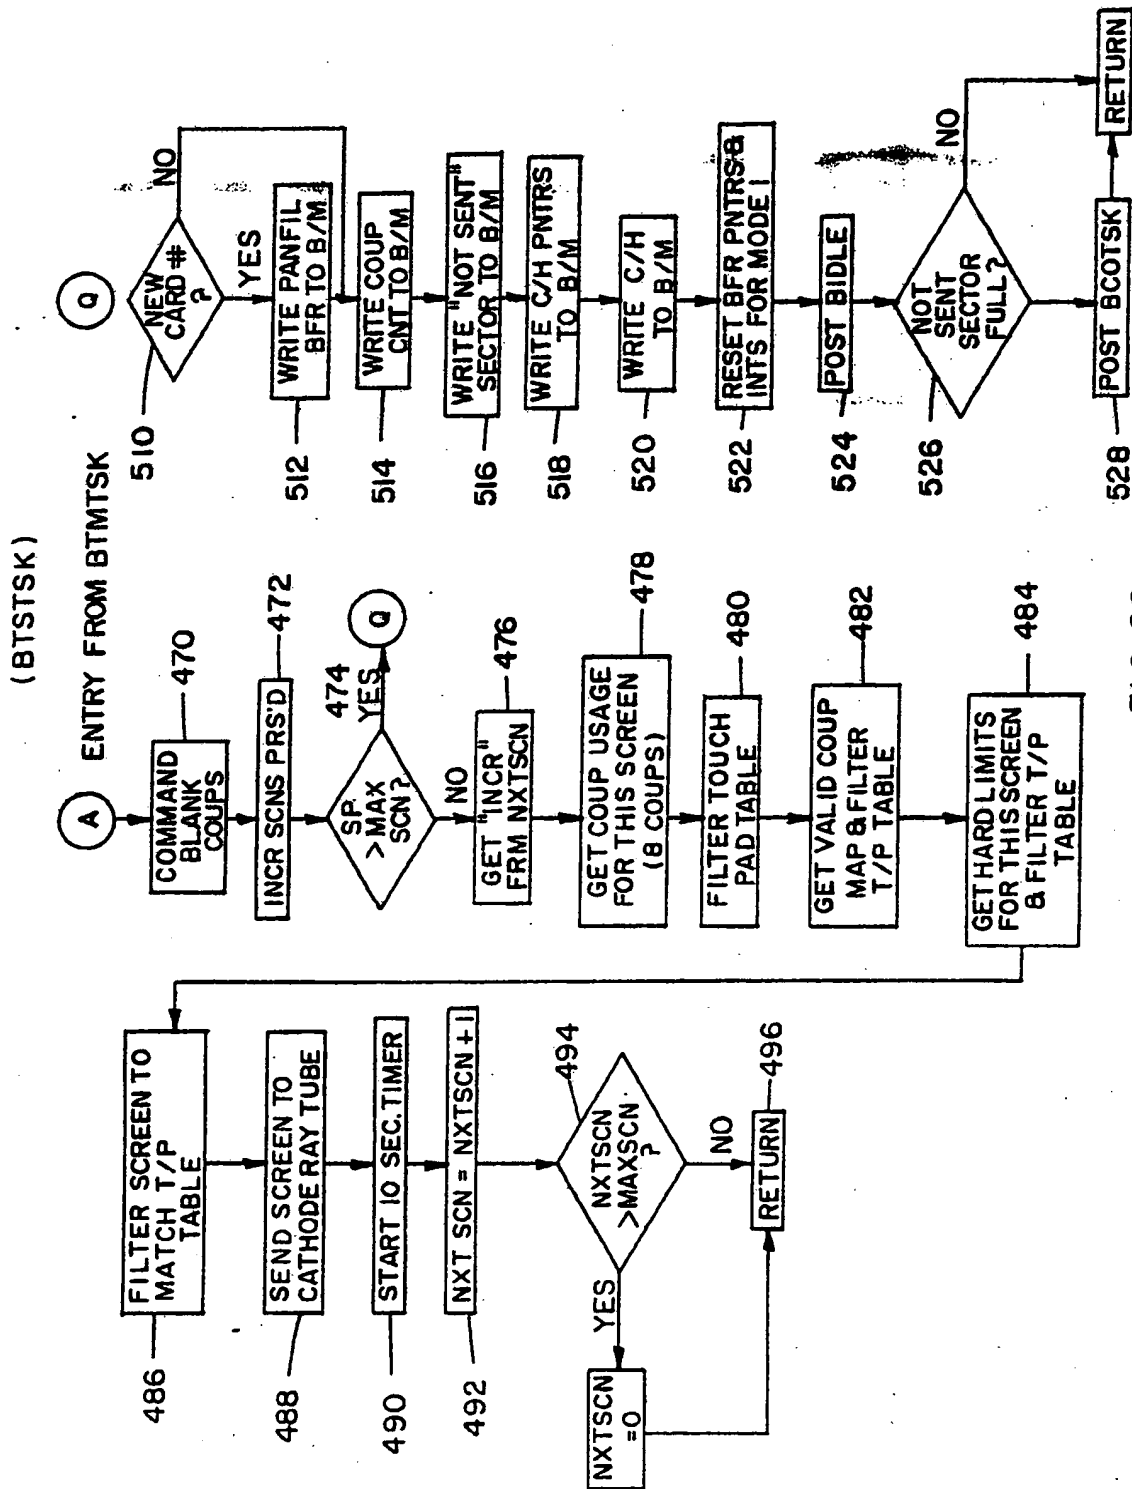 (BTSTSK)
ENTRY FROM BTMTSK
A
COMMAND
BLANK
COUPS
470
INCR SCNS PRS'D
472
SP.
>MAX
SCN?
474
YES
Q
NO
GET "INCR"
FRM NXTSCN
476
GET COUP USAGE
FOR THIS SCREEN
(8 COUPS)
478
FILTER TOUCH
PAD TABLE
480
GET VALID COUP
MAP & FILTER
T/P TABLE
482
GET HARD LIMITS
FOR THIS SCREEN
& FILTER T/P
TABLE
484
FILTER SCREEN TO
MATCH T/P
TABLE
486
SEND SCREEN TO
CATHODE RAY TUBE
488
START 10 SEC. TIMER
490
NXT SCN = NXTSCN + 1
492
NXTSCN
>MAXSCN
?
494
YES
NO
NXTSCN
=0
RETURN
496
Q
NEW
CARD #
?
510
NO
YES
WRITE PANFIL
BFR TO B/M
512
WRITE COUP
CNT TO B/M
514
WRITE "NOT SENT"
SECTOR TO B/M
516
WRITE C/H PNTRS
TO B/M
518
WRITE C/H
TO B/M
520
RESET BFR PNTRS &
INTS FOR MODE 1
522
POST BIDLE
524
NOT
SENT
SECTOR
FULL?
526
NO
POST BCOTSK
528
RETURN